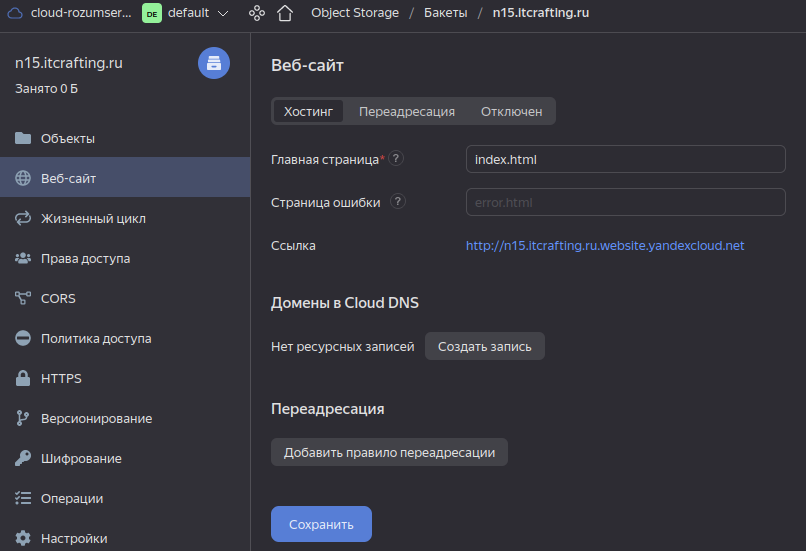 cloud-rozumser... DE default Object Storage / Бакеты / n15.itcrafting.ru
n15.itcrafting.ru
Занято 0 Б
Объекты
Веб-сайт
Жизненный цикл
Права доступа
CORS
Политика доступа
HTTPS
Версионирование
Шифрование
Операции
Настройки
Веб-сайт
Хостинг Переадресация Отключен
Главная страница* ? index.html
Страница ошибки ? error.html
Ссылка http://n15.itcrafting.ru.website.yandexcloud.net
Домены в Cloud DNS
Нет ресурсных записей Создать запись
Переадресация
Добавить правило переадресации
Сохранить